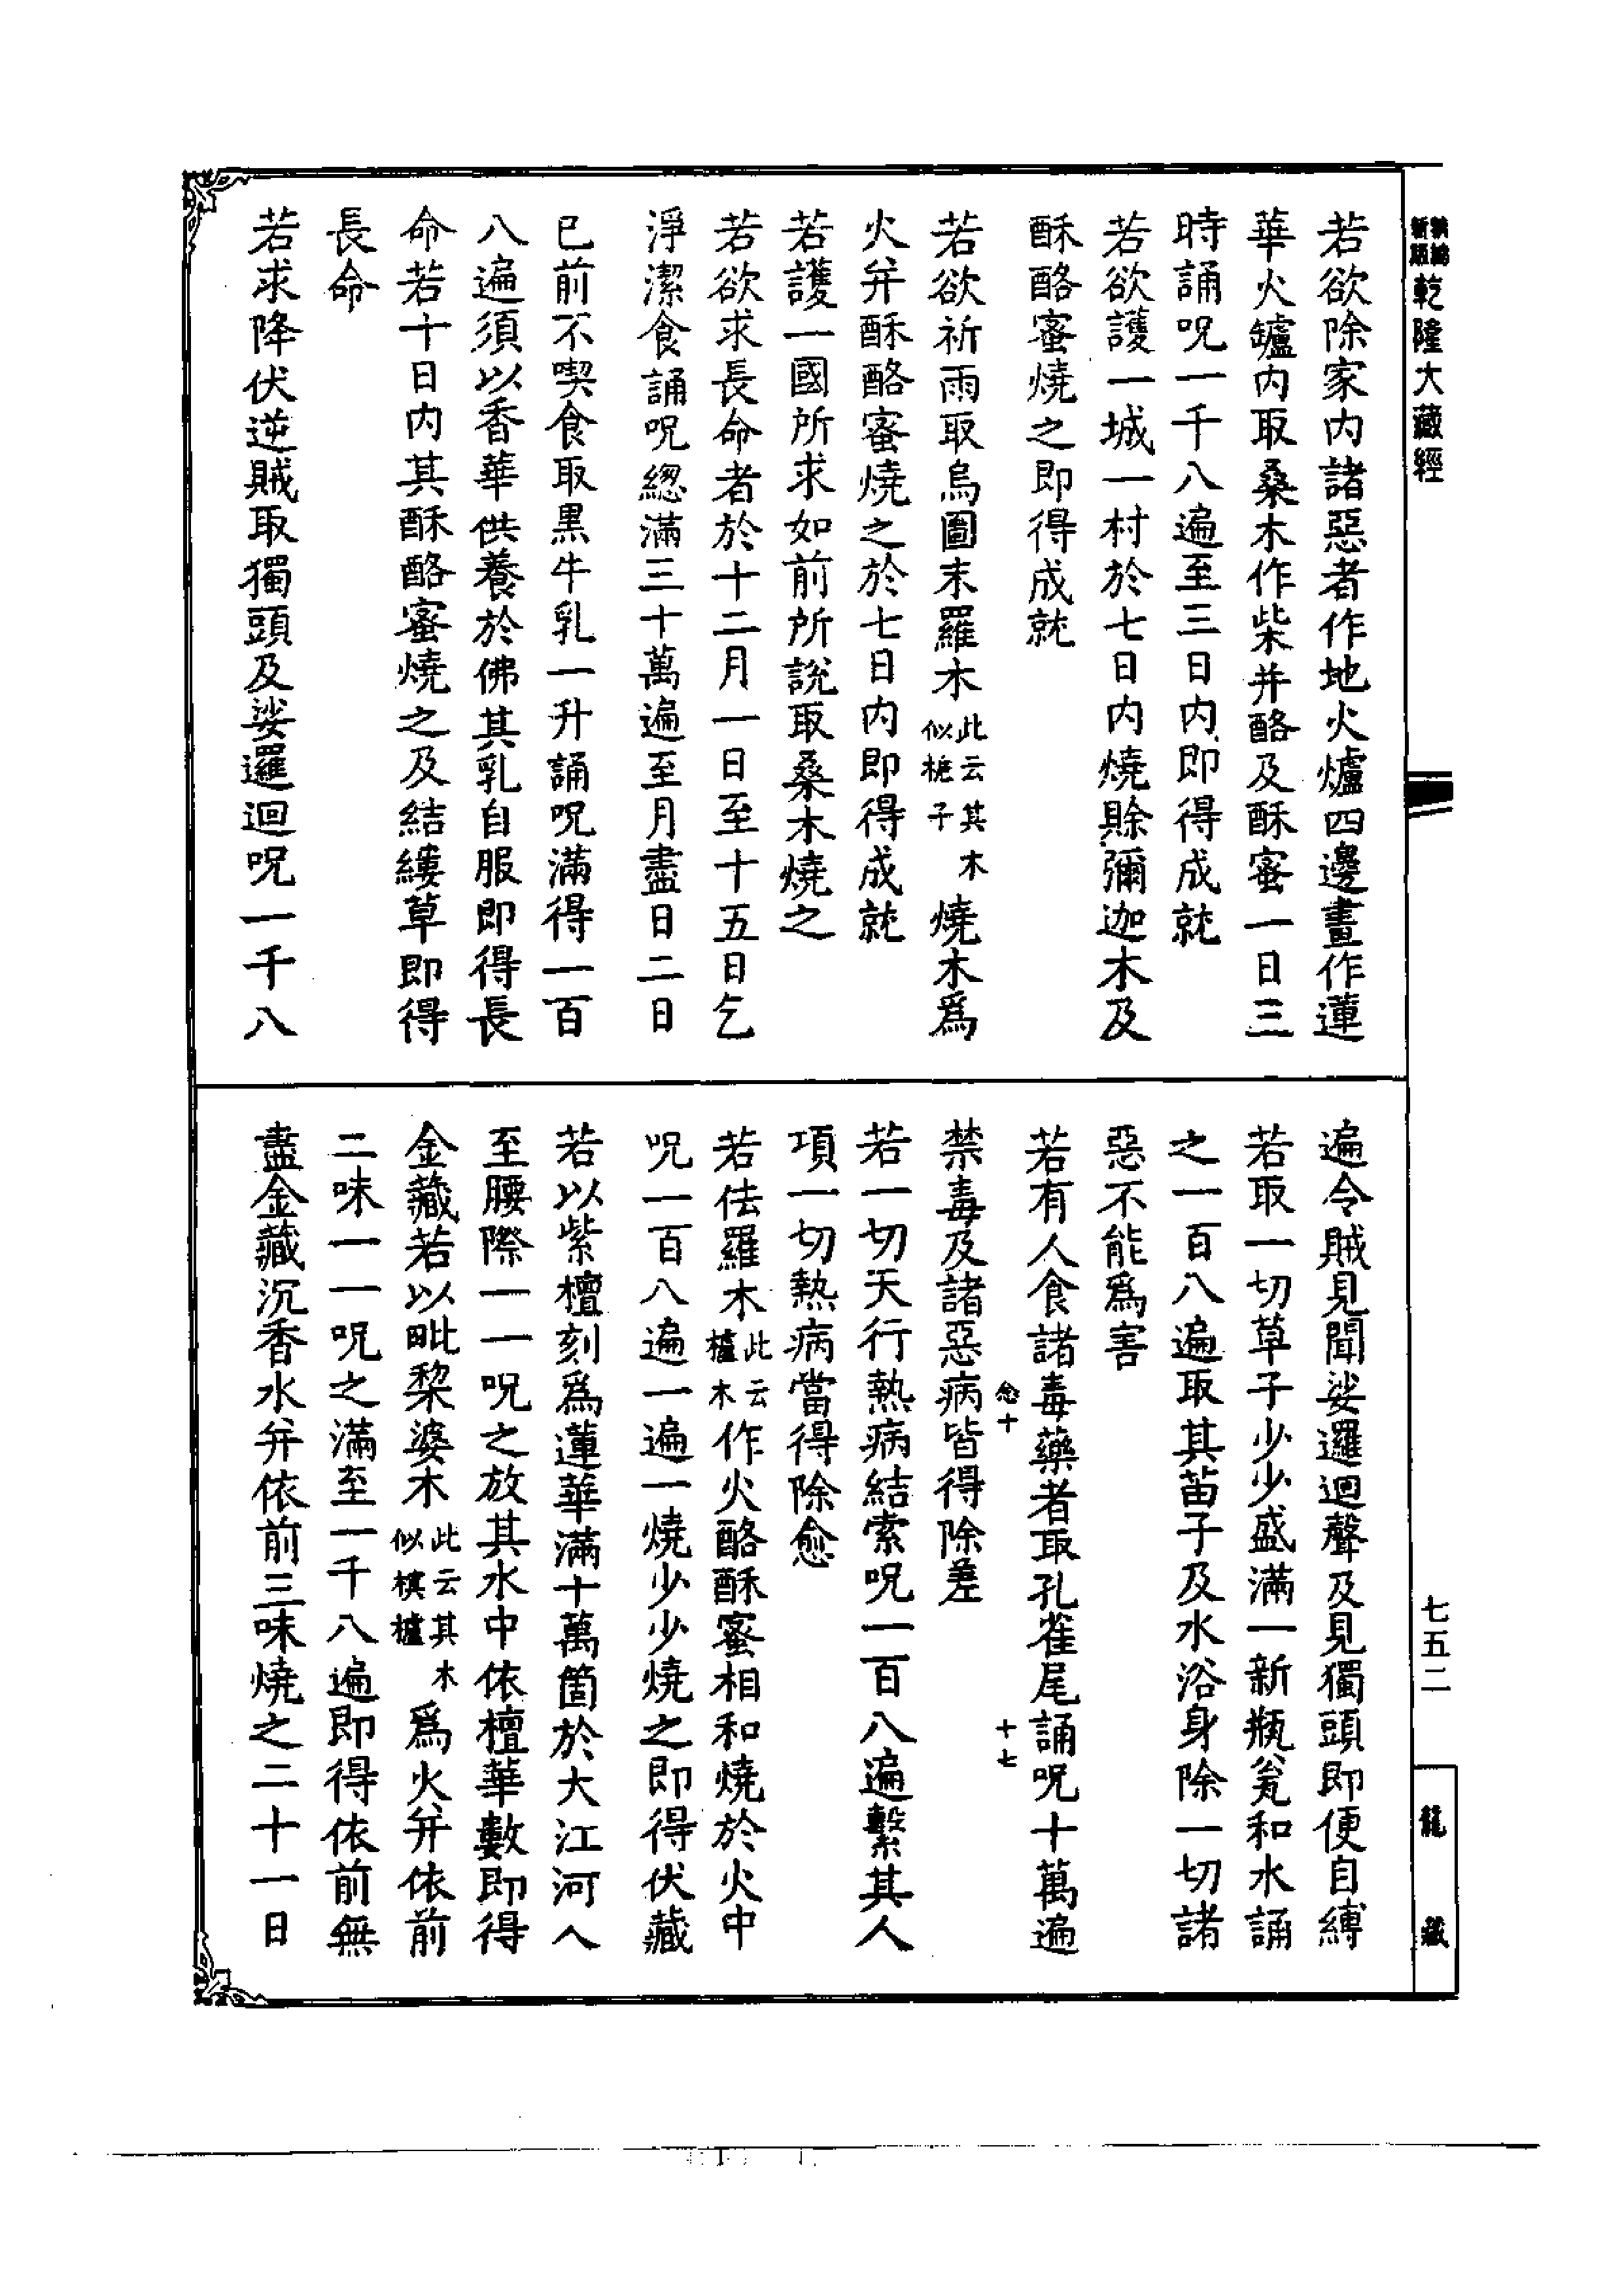 乾隆大藏經
若欲除家内諸惡者作地火爐四邊畫作蓮
華火罏内取桑木作柴并酪及酥蜜一日三
時誦呪一千八遍至三日内即得成就
若欲護一城一村於七日内燒賒彌迦木及
酥酪蜜燒之即得成就
若欲祈雨取烏圖末羅木此云其木似梔子燒木爲
火并酥酪蜜燒之於七日内即得成就
若護一國所求如前所說取桑木燒之
若欲求長命者於十二月一日至十五日乞
淨潔食誦呪緫滿三十萬遍至月盡日二日
已前不喫食取黒牛乳一升誦呪滿得一百
八遍須以香華供養於佛其乳自服即得長
命若十日内其酥酪蜜燒之及結縷草即得
長命
若求降伏逆賊取獨頭及娑邏迴呪一千八
遍令賊見聞娑邏迴聲及見獨頭即便自縛
若取一切草子少少盛滿一新瓶瓮和水誦
之一百八遍取其苗子及水浴身除一切諸
惡不能爲害
若有人食諸毒藥者取孔雀尾誦呪十萬遍
念十 十七
禁毒及諸惡病皆得除差
若一切天行熱病結索呪一百八遍繫其人
項一切熱病當得除愈
若佉羅木此云櫨木作火酪酥蜜相和燒於火中
呪一百八遍一遍一燒少少燒之即得伏藏
若以紫檀刻爲蓮華滿十萬箇於大江河入
至腰際一一呪之放其水中依檀華數即得
金藏若以毗黎婆木此云其木似樻櫨爲火并依前
二味一一呪之滿至一千八遍即得依前無
盡金藏沉香水并依前三味燒之二十一日
七五二
龍藏